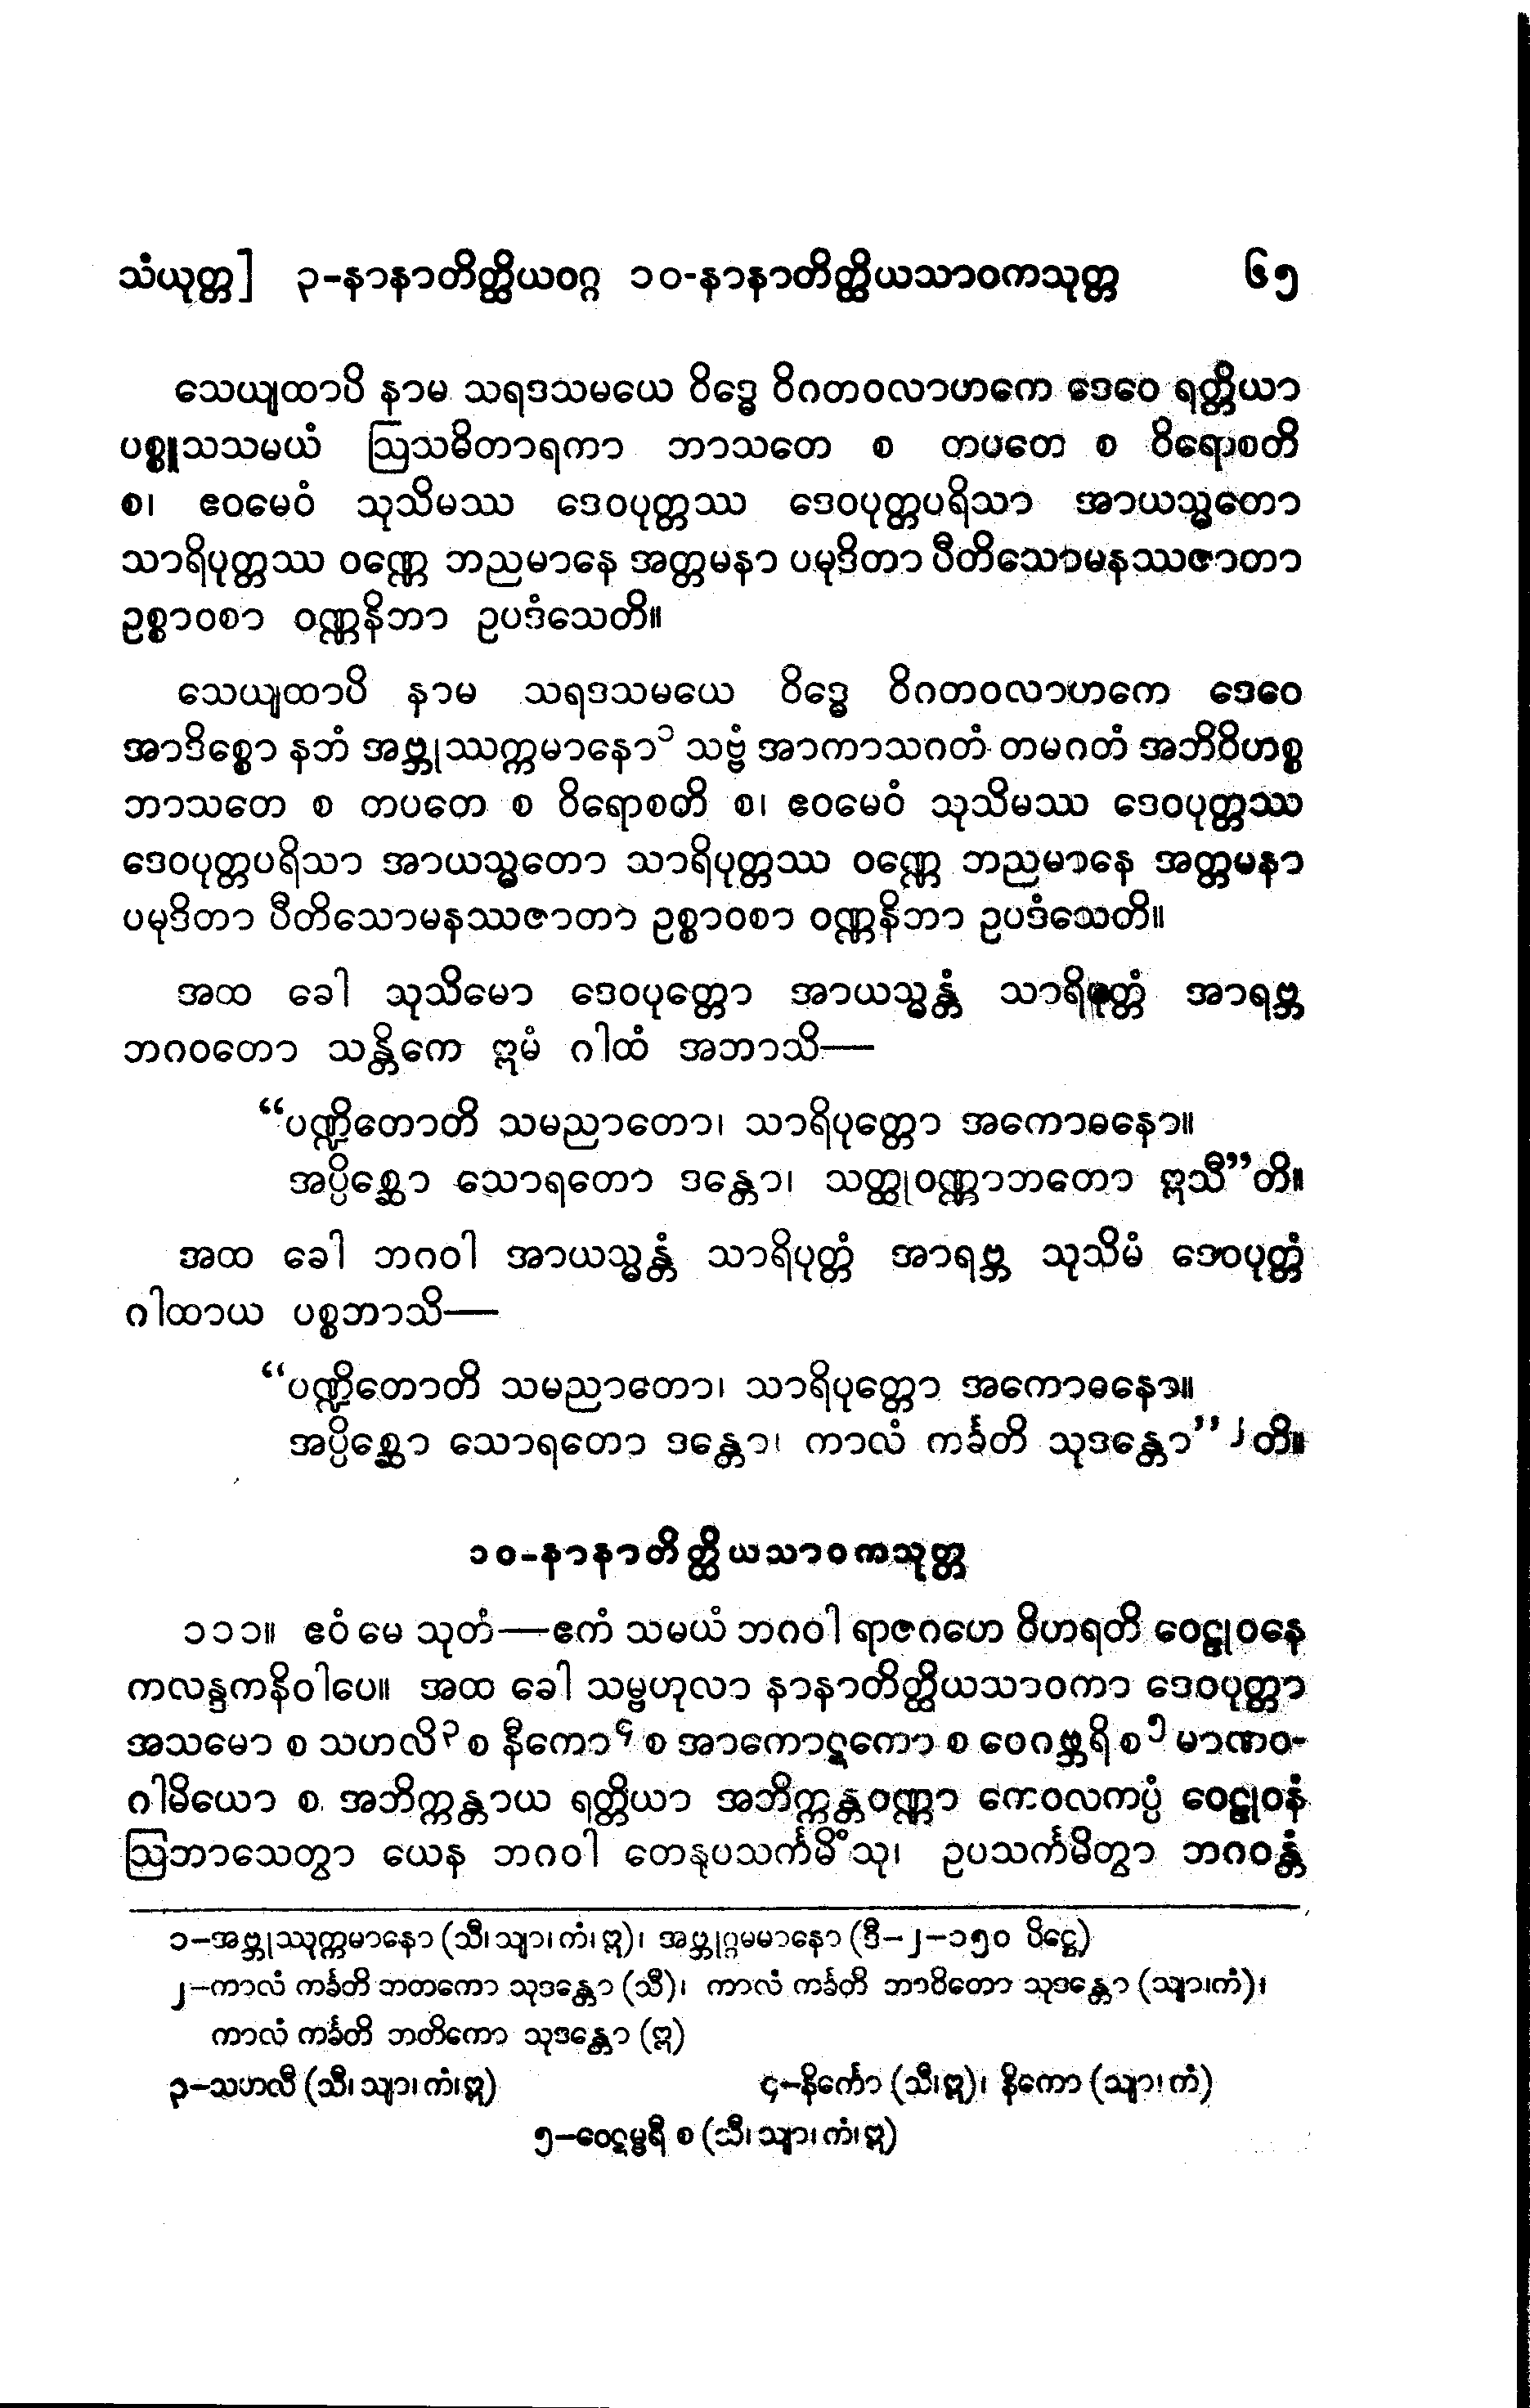 သံယုတ္တ] ၃-နာနာတိတ္ထိယဝဂ္ဂ ၁၀-နာနာတိတ္ထိယသာဝကသုတ္တ ၆၅
သေယျထာပိ နာမ သရဒသမယေ ဝိဒ္ဓေ ဝိဂတဝလာဟကေ ဒေဝေ ရတ္တိယာ
ပစ္စူသသမယံ ဩသဓိတာရကာ ဘာသတေ စ တပတေ စ ဝိရောစတိ
စ၊ ဧဝမေဝံ သုသိမဿ ဒေဝပုတ္တဿ ဒေဝပုတ္တပရိသာ အာယသ္မတော
သာရိပုတ္တဿ ဝဏ္ဏေ ဘညမာနေ အတ္တမနာ ပမုဒိတာ ပီတိသောမနဿဇာတာ
ဥစ္စာဝစာ ဝဏ္ဏနိဘာ ဥပဒံသေတိ။
သေယျထာပိ နာမ သရဒသမယေ ဝိဒ္ဓေ ဝိဂတဝလာဟကေ ဒေဝေ
အာဒိစ္စော နဘံ အဗ္ဘုဿက္ကမာနော၁ သဗ္ဗံ အာကာသဂတံ တမဂတံ အဘိဝိဟစ္စ
ဘာသတေ စ တပတေ စ ဝိရောစတိ စ၊ ဧဝမေဝံ သုသိမဿ ဒေဝပုတ္တဿ
ဒေဝပုတ္တပရိသာ အာယသ္မတော သာရိပုတ္တဿ ဝဏ္ဏေ ဘညမာနေ အတ္တမနာ
ပမုဒိတာ ပီတိသောမနဿဇာတာ ဥစ္စာဝစာ ဝဏ္ဏနိဘာ ဥပဒံသေတိ။
အထ ခေါ သုသိမော ဒေဝပုတ္တော အာယသ္မန္တံ သာရိပုတ္တံ အာရဗ္ဘ
ဘဂဝတော သန္တိကေ ဣမံ ဂါထံ အဘာသိ—
“ပဏ္ဍိတောတိ သမညာတော၊ သာရိပုတ္တော အကောဓနော။
အပ္ပိစ္ဆော သောရတော ဒန္တော၊ သတ္ထုဝဏ္ဏာဘတော ဣသီ”တိ။
အထ ခေါ ဘဂဝါ အာယသ္မန္တံ သာရိပုတ္တံ အာရဗ္ဘ သုသိမံ ဒေဝပုတ္တံ
ဂါထာယ ပစ္စဘာသိ—
“ပဏ္ဍိတောတိ သမညာတော၊ သာရိပုတ္တော အကောဓနော။
အပ္ပိစ္ဆော သောရတော ဒန္တော၊ ကာလံ ကင်္ခတိ သုဒန္တော”၂တိ။
၁၀-နာနာတိတ္ထိယသာဝကသုတ္တ
၁၁၁။ ဧဝံ မေ သုတံ—ဧကံ သမယံ ဘဂဝါ ရာဇဂဟေ ဝိဟရတိ ဝေဠုဝနေ
ကလန္ဒကနိဝါပေ။ အထ ခေါ သမ္ဗဟုလာ နာနာတိတ္ထိယသာဝကာ ဒေဝပုတ္တာ
အသမော စ သဟလိ၃ စ နီကော၄ စ အာကောဋကော စ ဝေဂဗ္ဘရိ စ၅ မာဏဝ-
ဂါမိယော စ အဘိက္ကန္တာယ ရတ္တိယာ အဘိက္ကန္တဝဏ္ဏာ ကေဝလကပ္ပံ ဝေဠုဝနံ
ဩဘာသေတွာ ယေန ဘဂဝါ တေနုပသင်္ကမိံသု၊ ဥပသင်္ကမိတွာ ဘဂဝန္တံ
၁-အဗ္ဘုဿုက္ကမာနော (သီ၊ သျာ၊ ကံ၊ ဣ)၊ အဗ္ဘုဂ္ဂမမာနော (ဒီ-၂-၁၅၀ ပိဋ္ဌေ)
၂-ကာလံ ကင်္ခတိ ဘတကော သုဒန္တော (သီ)၊ ကာလံ ကင်္ခတိ ဘာဝိတော သုဒန္တော (သျာ၊ ကံ)၊
ကာလံ ကင်္ခတိ ဘတိကော သုဒန္တော (ဣ)
၃-သဟလီ (သီ၊ သျာ၊ ကံ၊ ဣ) ၄-နိင်္ကော (သီ၊ ဣ)၊ နိကော (သျာ၊ ကံ)
၅-ဝေဋမ္ဗရီ စ (သီ၊ သျာ၊ ကံ၊ ဣ)